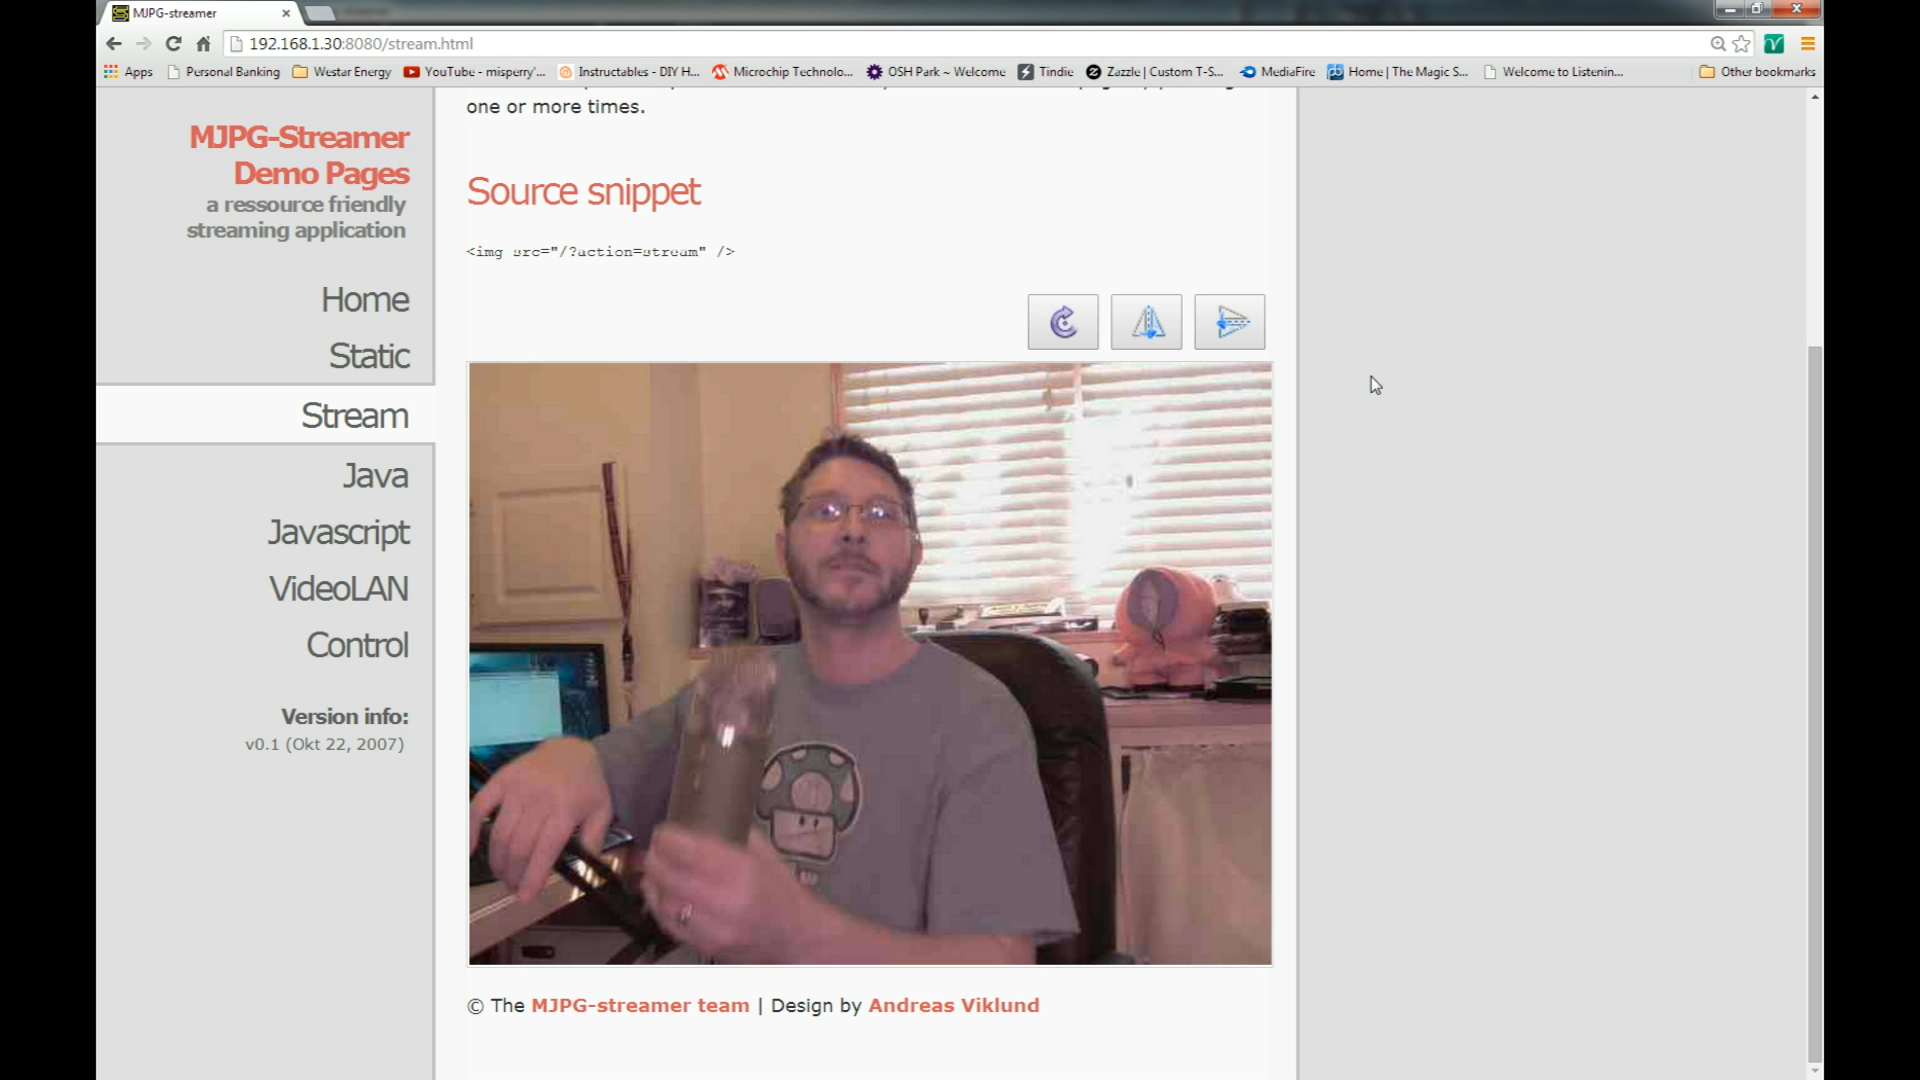 MJPG-streamer
192.168.1.30:8080/stream.html
Apps
Personal Banking
Westar Energy
YouTube - misperry'...
Instructables - DIY H...
Microchip Technolo...
OSH Park ~ Welcome
Tindie
Zazzle | Custom T-S...
MediaFire
Home | The Magic S...
Welcome to Listenin...
Other bookmarks
MJPG-Streamer
Demo Pages
a ressource friendly
streaming application
Home
Static
Stream
Java
Javascript
VideoLAN
Control
Version info:
v0.1 (Okt 22, 2007)
one or more times.
Source snippet
<img src="/?action=stream" />
© The MJPG-streamer team | Design by Andreas Viklund